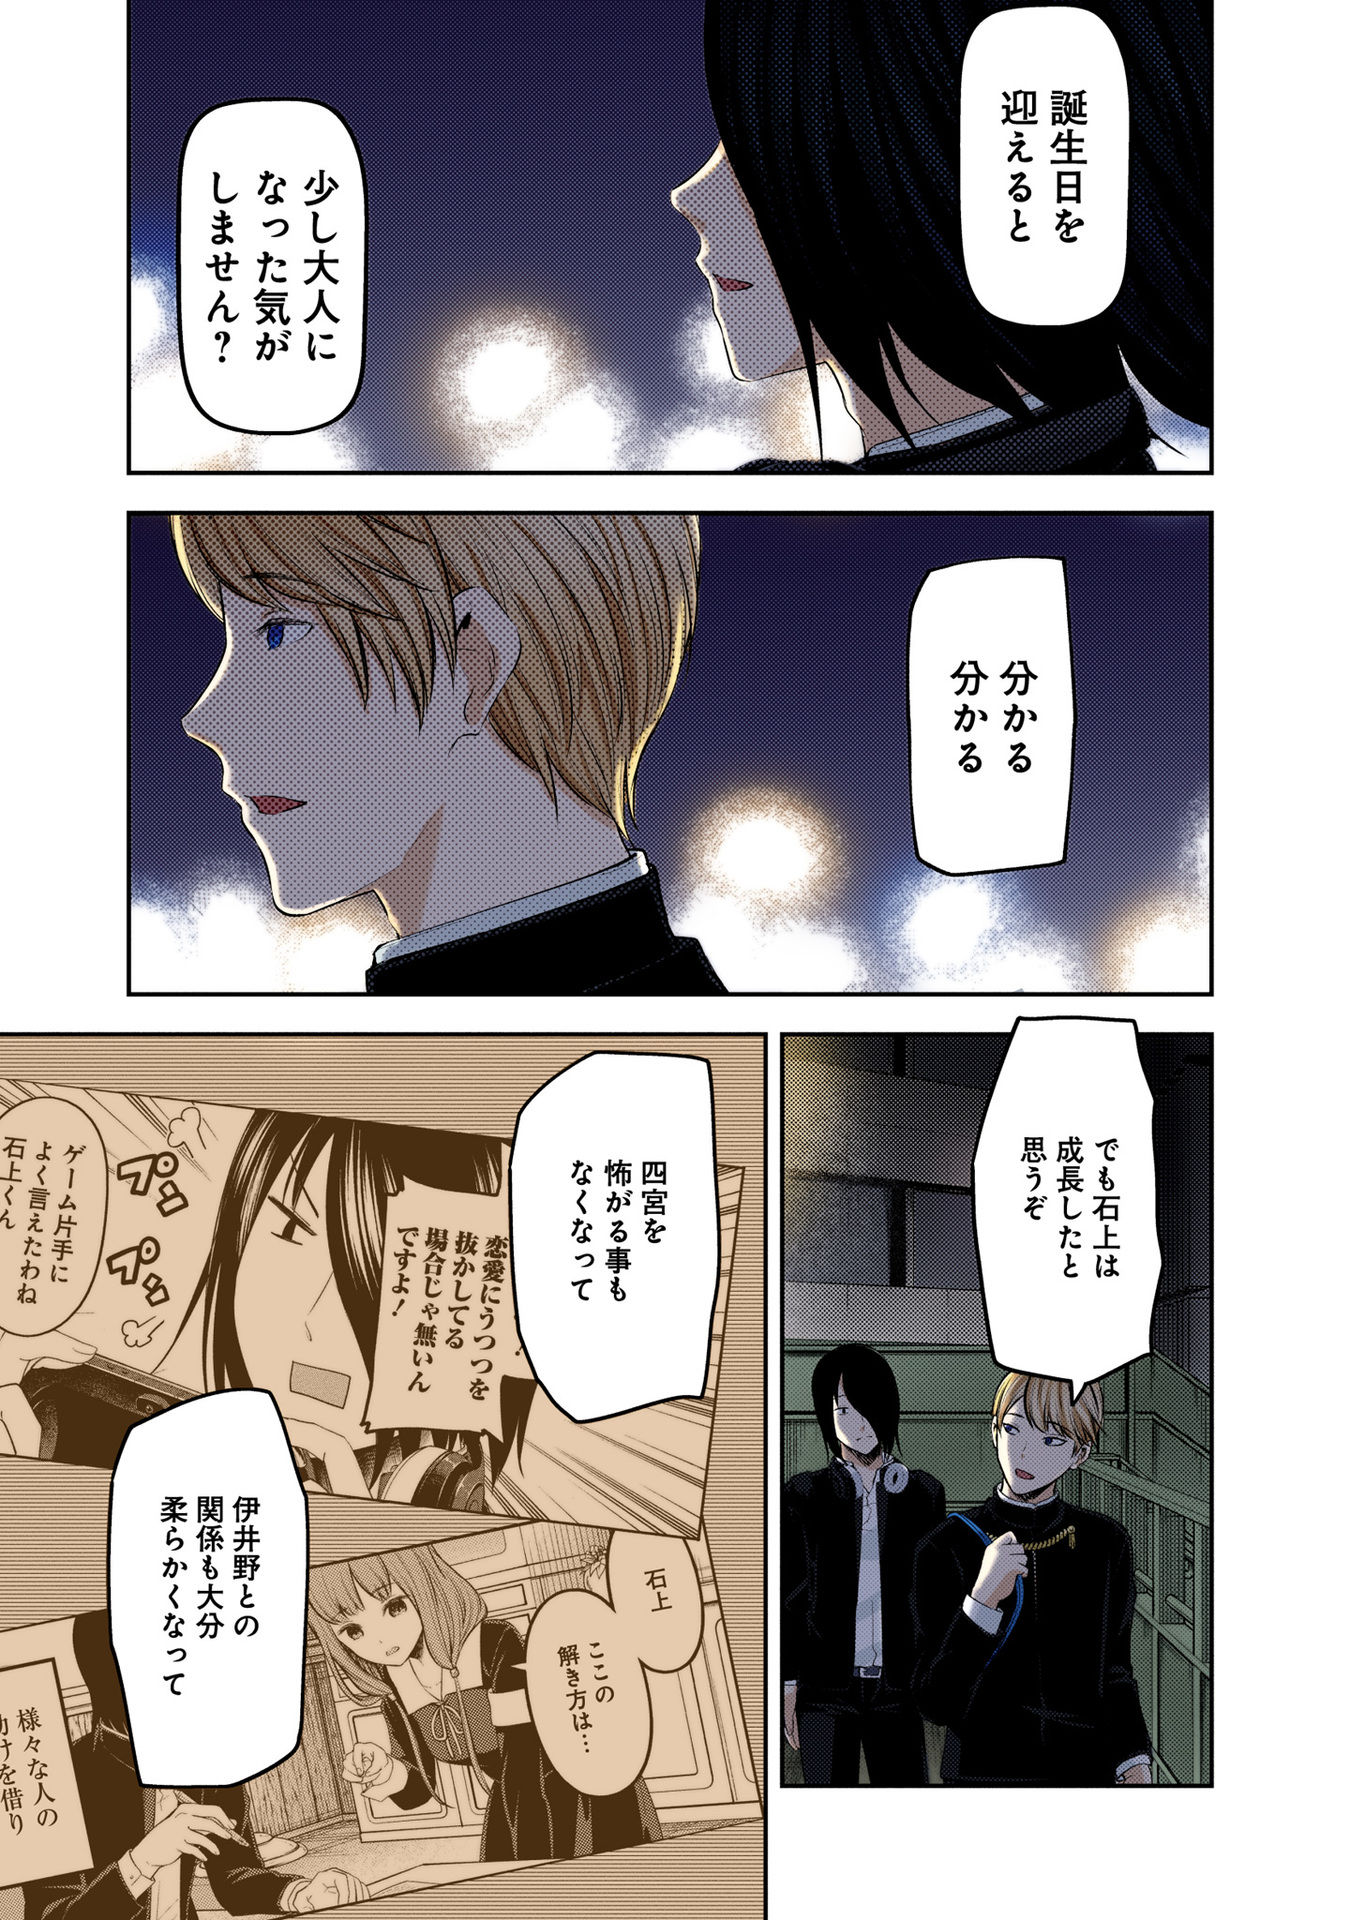 誕生日を
迎えると
少し大人に
なった気が
しません?
分かる
分かる
でも石上は
成長したと
思うぞ
四宮を
怖がる事も
なくなって
恋愛にうつつを
抜かしてる
場合じゃ無いん
ですよ!
プンプン
ゲーム片手に
よく言えたわね
石上くん
石上
ここの
解き方は…
伊井野との
関係も大分
柔らかくなって
様々な人の
助けを借り